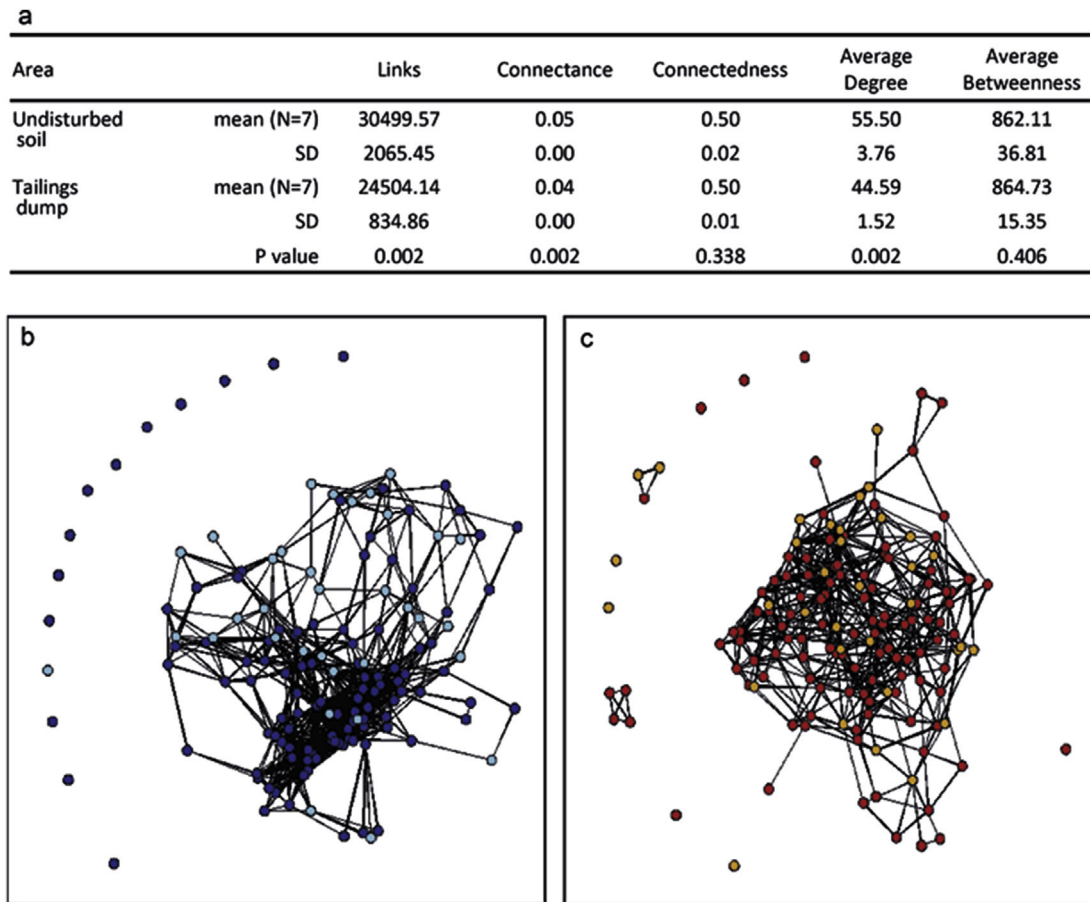 a
Area Links Connectance Connectedness Average Degree Average Betweenness
Undisturbed soil mean (N=7) 30499.57 0.05 0.50 55.50 862.11
SD 2065.45 0.00 0.02 3.76 36.81
Tailings dump mean (N=7) 24504.14 0.04 0.50 44.59 864.73
SD 834.86 0.00 0.01 1.52 15.35
P value 0.002 0.002 0.338 0.002 0.406
b
c